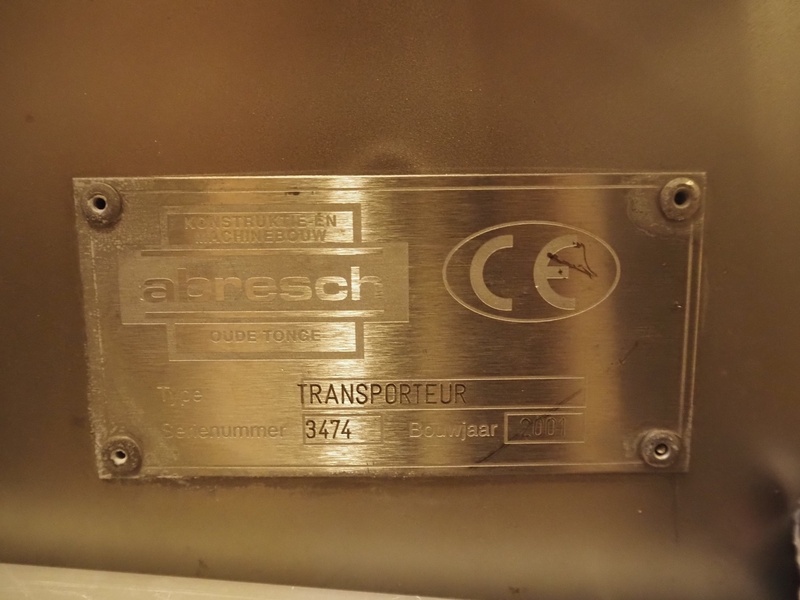 KONSTRUKTIE-EN
MACHINEBOUW
abresch
OUDE TONGE
CE
Type TRANSPORTEUR
Serienummer 3474 Bouwjaar 2001